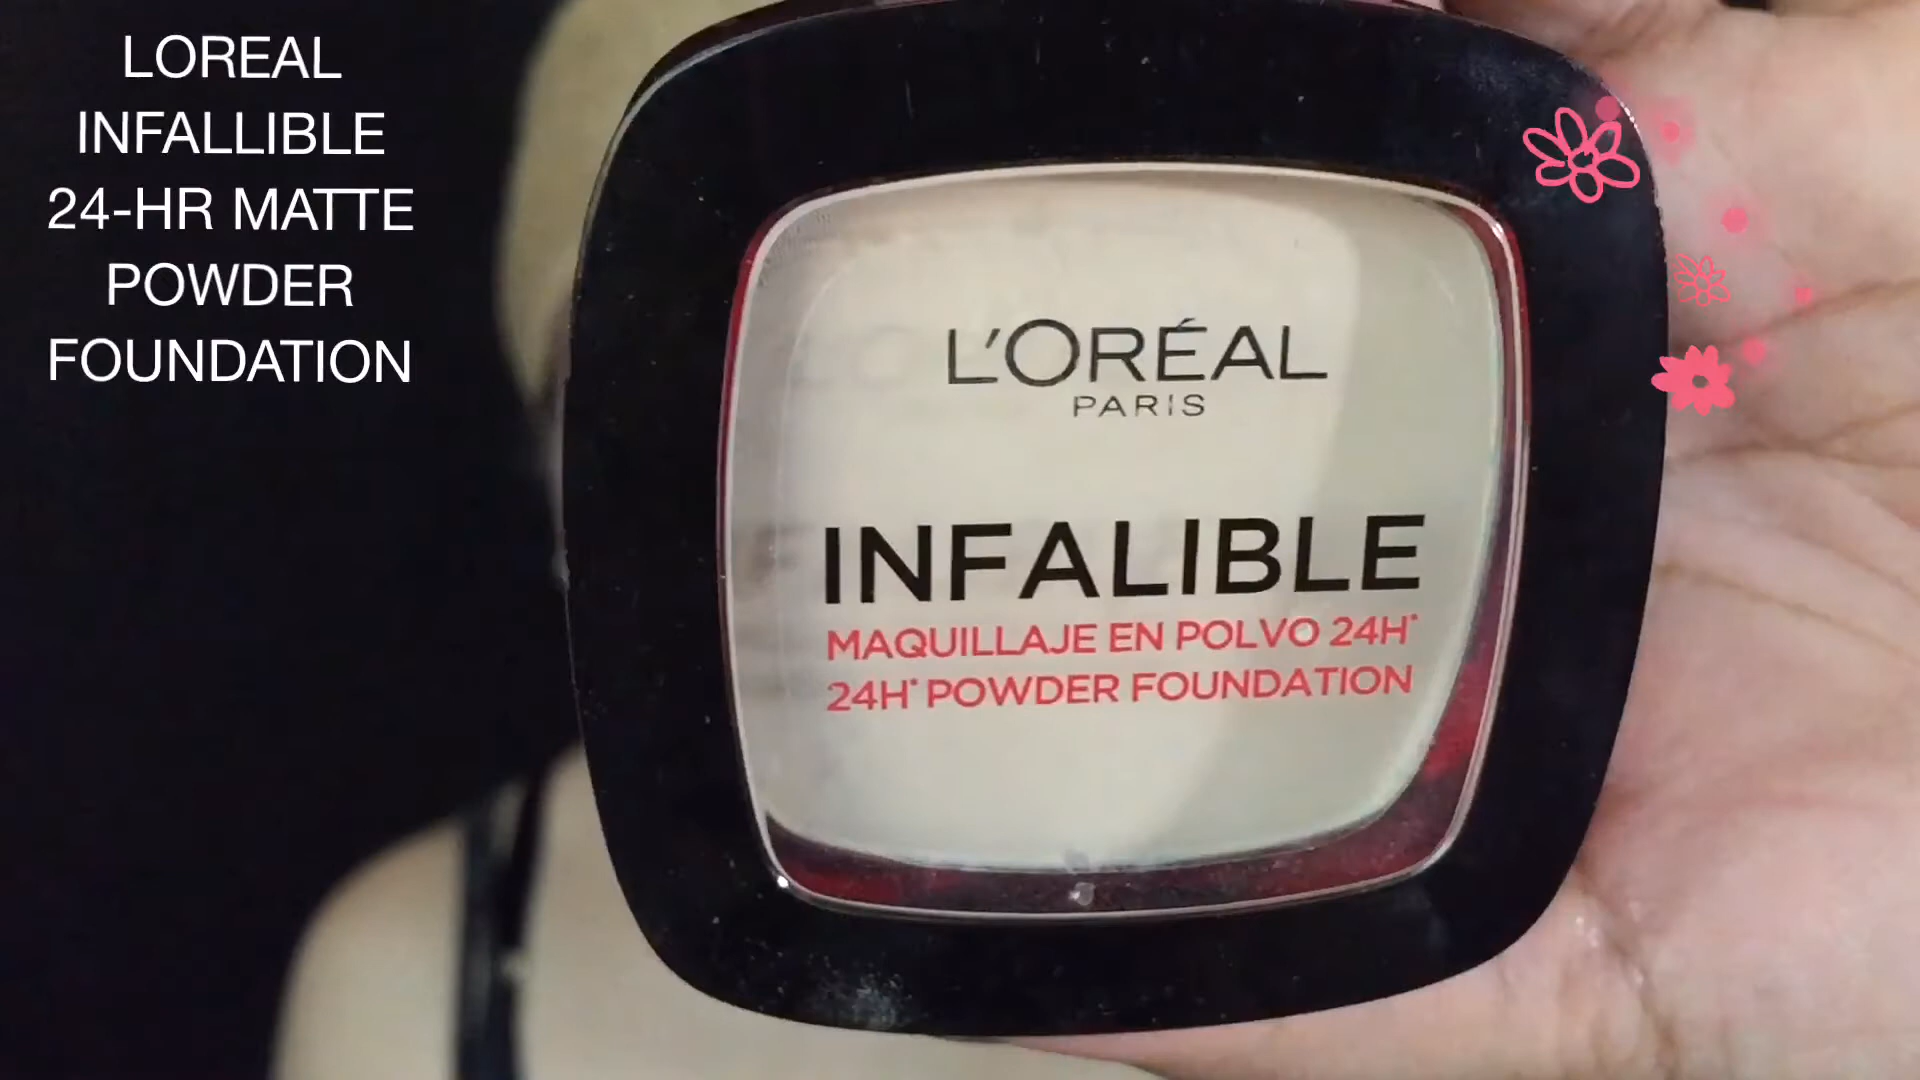 LOREAL
INFALLIBLE
24-HR MATTE
POWDER
FOUNDATION
L'ORÉAL
PARIS
INFALIBLE
MAQUILLAJE EN POLVO 24H*
24H* POWDER FOUNDATION